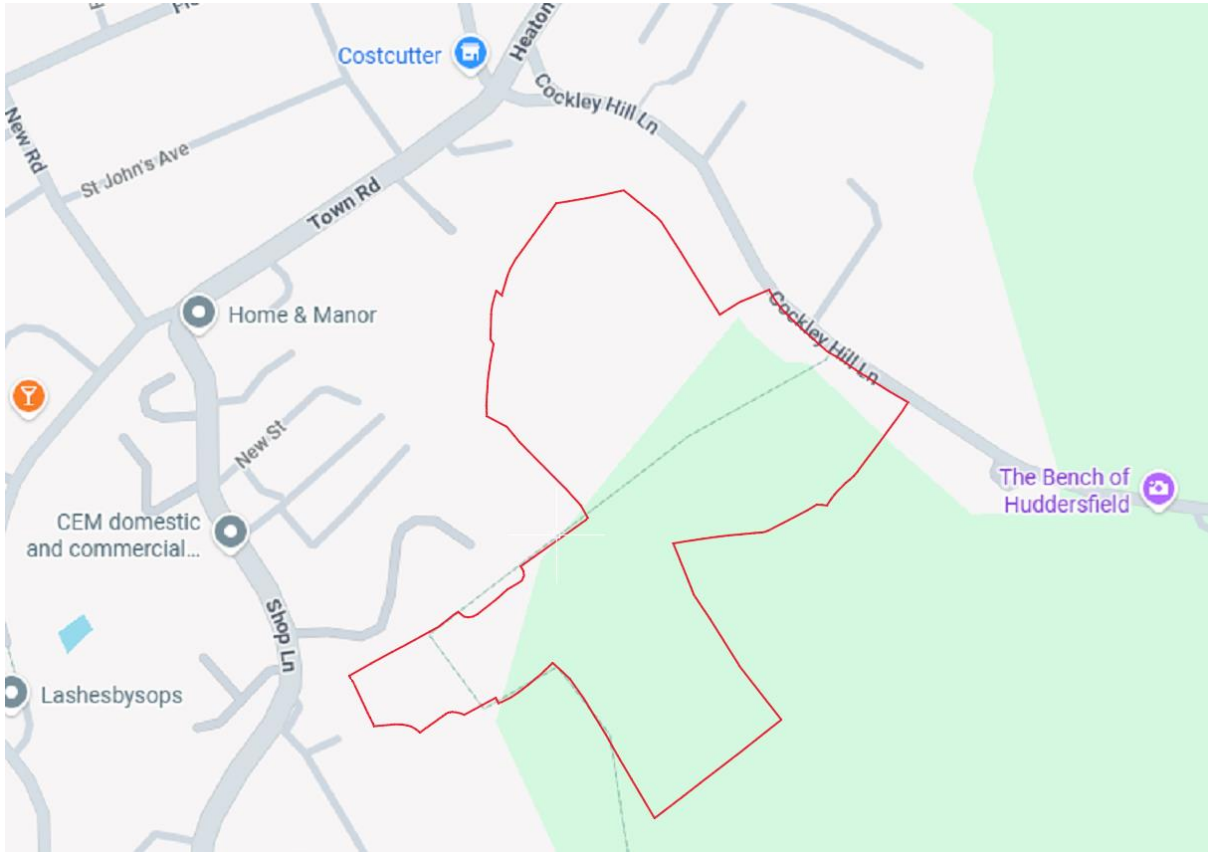 Costcutter
Heaton
Cockley Hill Ln
New Rd
St John's Ave
Town Rd
Home & Manor
Cockley Hill Ln
New St
The Bench of
Huddersfield
CEM domestic
and commercial...
Shop Ln
Lashesbysops